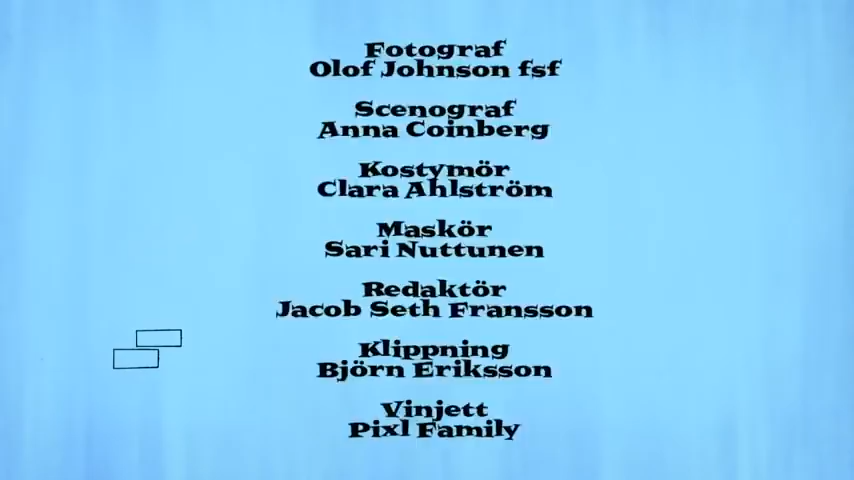 Fotograf
Olof Johnson fsf
Scenograf
Anna Coinberg
Kostymör
Clara Ahlström
Maskör
Sari Nuttunen
Redaktör
Jacob Seth Fransson
Klippning
Björn Eriksson
Vinjett
Pixl Family